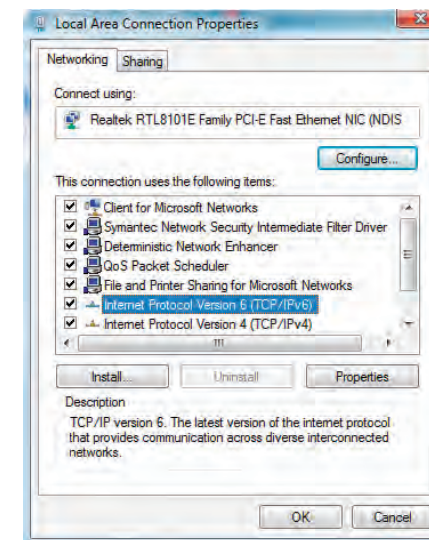 Local Area Connection Properties
Networking
Sharing
Connect using:
Realtek RTL8101E Family PCI-E Fast Ethernet NIC (NDIS
Configure...
This connection uses the following items:
Client for Microsoft Networks
Symantec Network Security Intermediate Filter Driver
Deterministic Network Enhancer
QoS Packet Scheduler
File and Printer Sharing for Microsoft Networks
Internet Protocol Version 6 (TCP/IPv6)
Internet Protocol Version 4 (TCP/IPv4)
Install...
Uninstall
Properties
Description
TCP/IP version 6. The latest version of the internet protocol
that provides communication across diverse interconnected
networks.
OK
Cancel